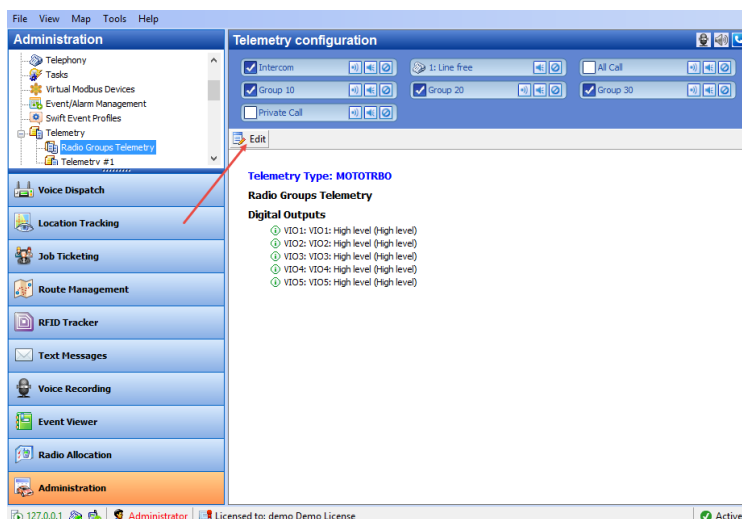 File View Map Tools Help
Administration
Telemetry configuration
Telephony
Tasks
Virtual Modbus Devices
Event/Alarm Management
Swift Event Profiles
Telemetry
Radio Groups Telemetry
Telemetry #1
Intercom
1: Line free
All Call
Group 10
Group 20
Group 30
Private Call
Edit
Telemetry Type: MOTOTRBO
Radio Groups Telemetry
Digital Outputs
VIO1: VIO1: High level (High level)
VIO2: VIO2: High level (High level)
VIO3: VIO3: High level (High level)
VIO4: VIO4: High level (High level)
VIO5: VIO5: High level (High level)
Voice Dispatch
Location Tracking
Job Ticketing
Route Management
RFID Tracker
Text Messages
Voice Recording
Event Viewer
Radio Allocation
Administration
127.0.0.1 Administrator Licensed to: demo Demo License Active